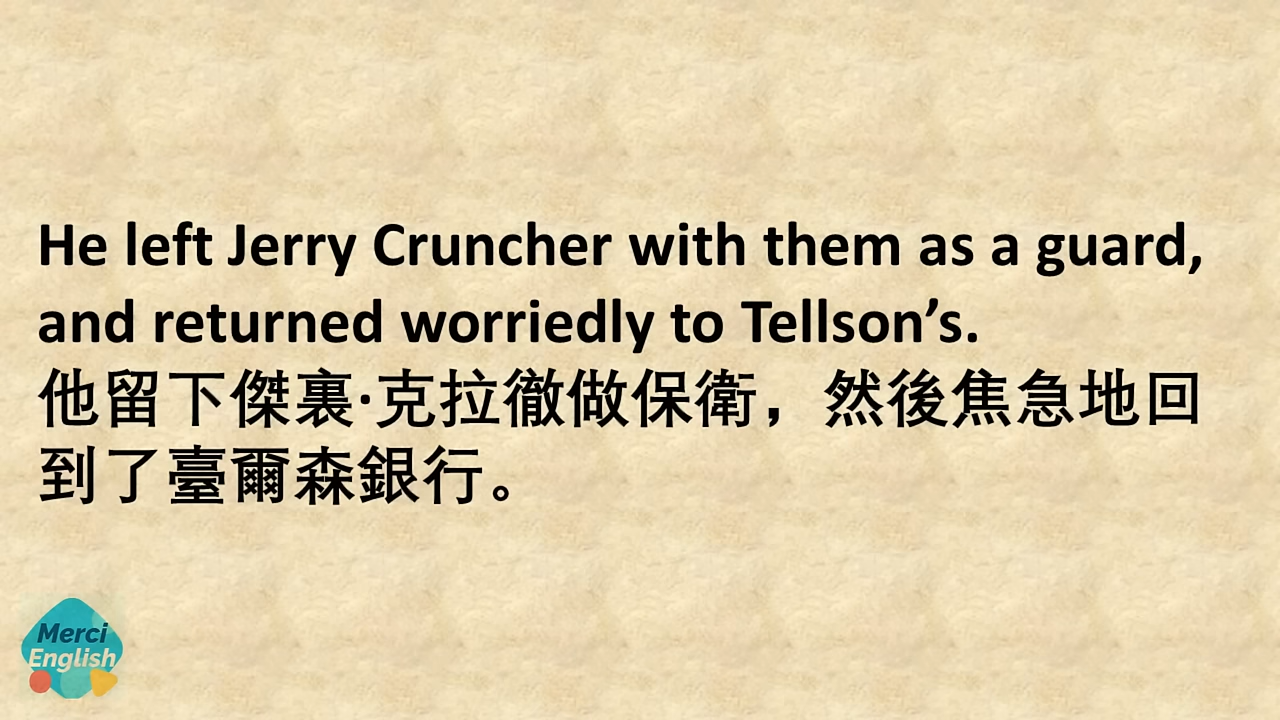 He left Jerry Cruncher with them as a guard,
and returned worriedly to Tellson’s.
他留下傑裏·克拉徹做保衛，然後焦急地回
到了臺爾森銀行。
Merci
English